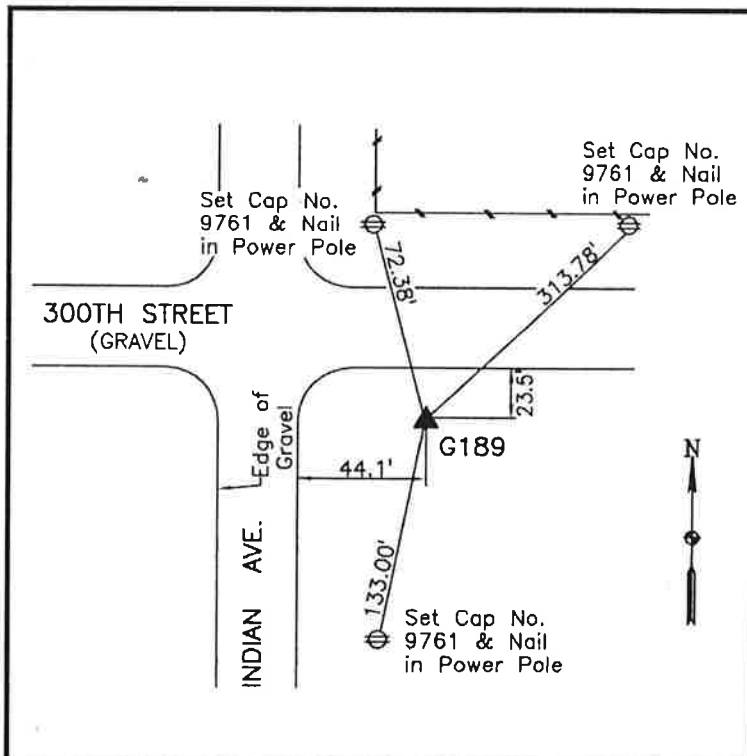 Set Cap No.
9761 & Nail
in Power Pole
Set Cap No.
9761 & Nail
in Power Pole
72.38'
313.78'
300TH STREET
(GRAVEL)
23.5'
Edge of
Gravel
G189
44.1'
N
133.00'
INDIAN AVE.
Set Cap No.
9761 & Nail
in Power Pole